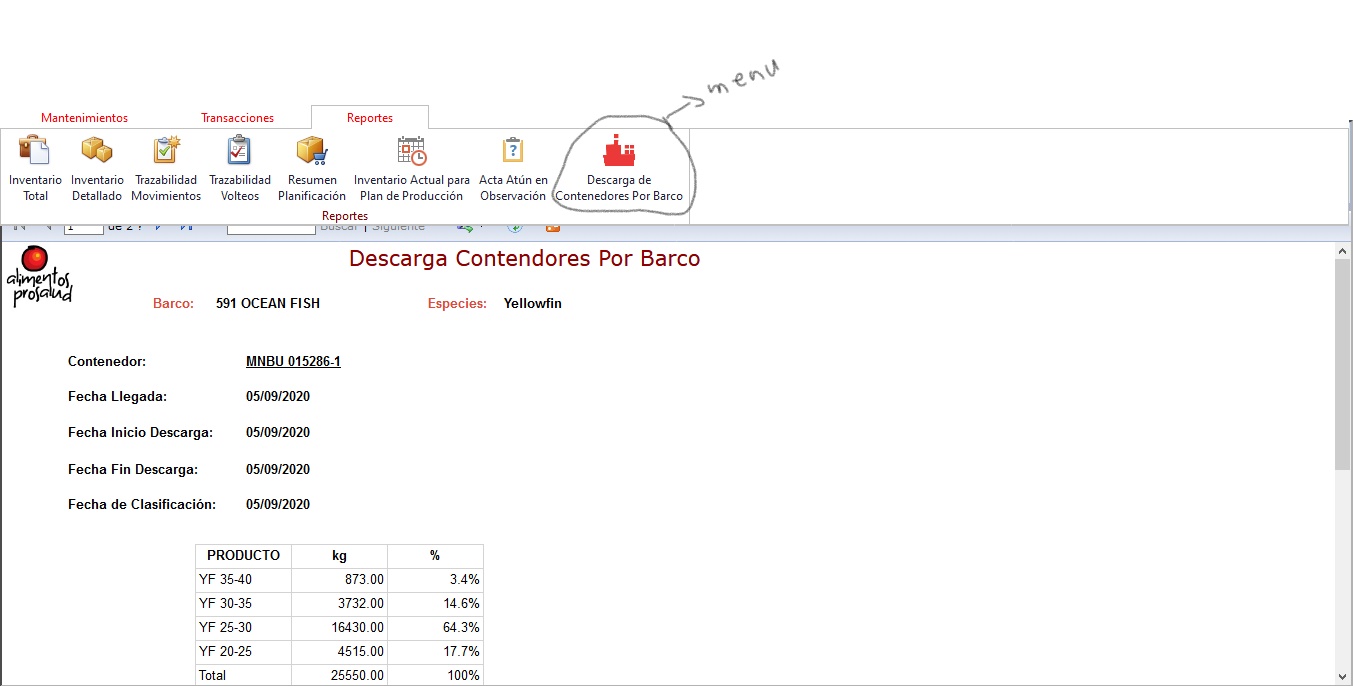 menu
Mantenimientos Transacciones Reportes
Inventario Total
Inventario Detallado
Trazabilidad Movimientos
Trazabilidad Volteos
Resumen Planificación
Inventario Actual para Plan de Producción
Acta Atún en Observación
Descarga de Contenedores Por Barco
Reportes
1 de 2 ? Buscar | Siguiente
alimentos prosalud
Descarga Contendores Por Barco
Barco: 591 OCEAN FISH Especies: Yellowfin
Contenedor: MNBU 015286-1
Fecha Llegada: 05/09/2020
Fecha Inicio Descarga: 05/09/2020
Fecha Fin Descarga: 05/09/2020
Fecha de Clasificación: 05/09/2020
PRODUCTO kg %
YF 35-40 873.00 3.4%
YF 30-35 3732.00 14.6%
YF 25-30 16430.00 64.3%
YF 20-25 4515.00 17.7%
Total 25550.00 100%